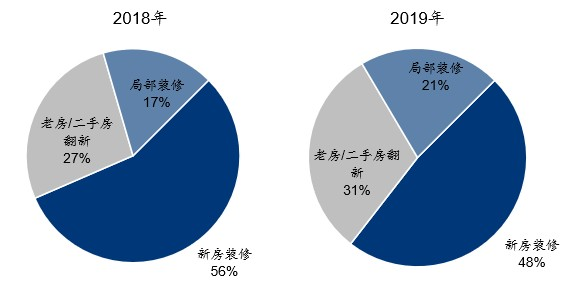 2018年
局部装修
17%
老房/二手房
翻新
27%
新房装修
56%
2019年
局部装修
21%
老房/二手房翻
新
31%
新房装修
48%